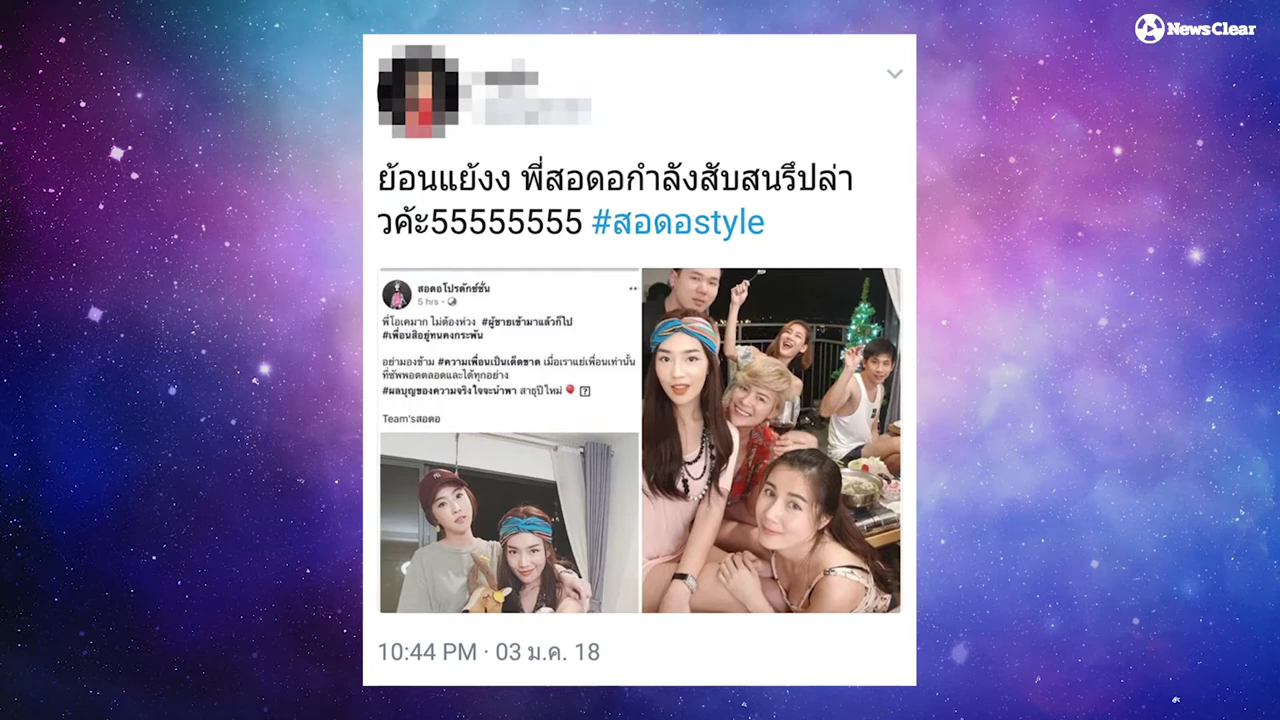 NewsClear
ย้อนแย้งง พี่สอดอกำลังสับสนรึปล่า
วค้ะ55555555 #สอดอstyle
สอดอโปรดักช์ชั่น
5 hrs
พี่โอเคมาก ไม่ต้องห่วง #ผู้ชายเข้ามาแล้วก็ไป
#เพื่อนสิอยู่ทนคงกระพัน
อย่ามองข้าม #ความเพื่อนเป็นเด็ดขาด เมื่อเราแย่เพื่อนเท่านั้น
ที่ซัพพอตตลอดและได้ทุกอย่าง
#ผลบุญของความจริงใจจะนำพา สาธุปีใหม่
Team'sสอดอ
10:44 PM · 03 ม.ค. 18